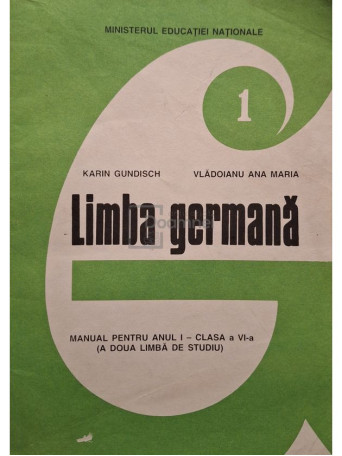 MINISTERUL EDUCAȚIEI NAȚIONALE
1
KARIN GUNDISCH VLĂDOIANU ANA MARIA
Limba germană
MANUAL PENTRU ANUL I – CLASA a VI-a
(A DOUA LIMBĂ DE STUDIU)